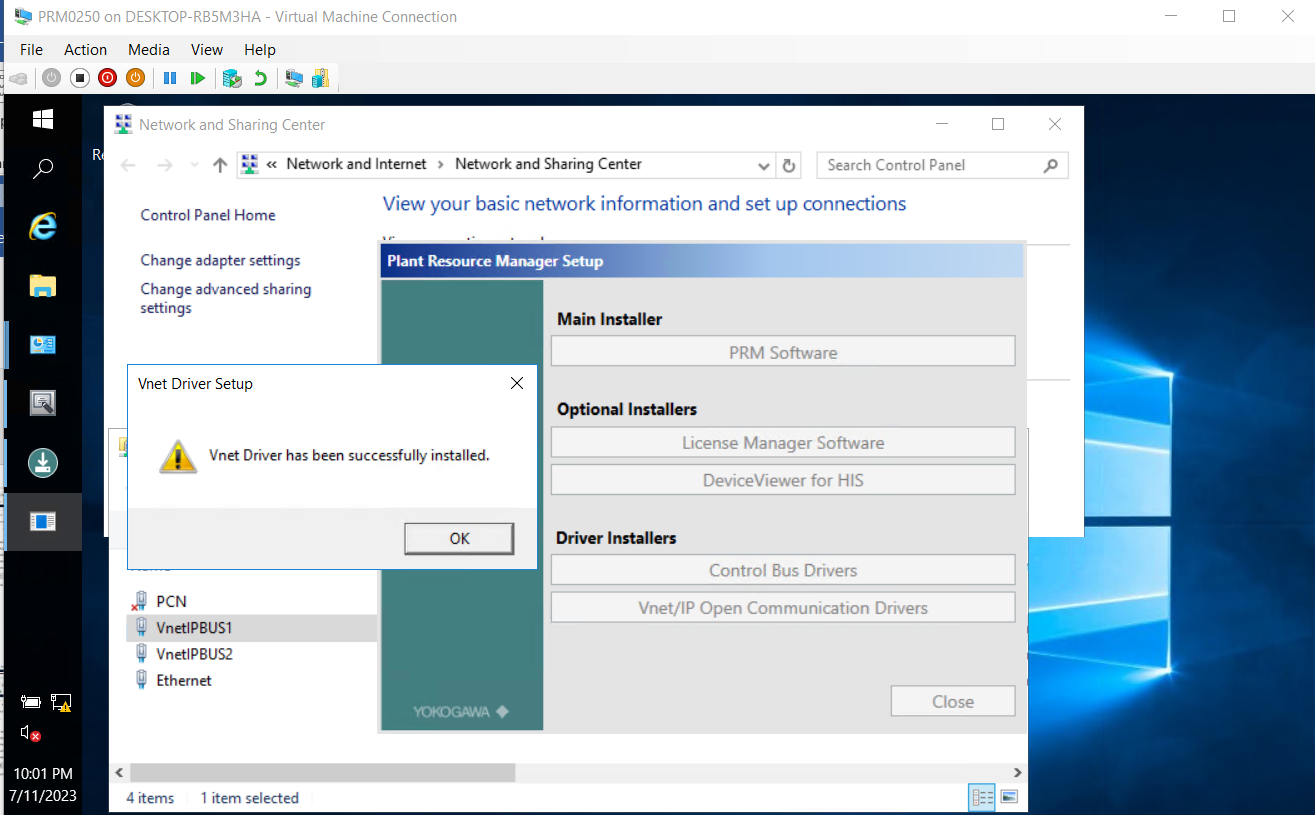 PRM0250 on DESKTOP-RB5M3HA - Virtual Machine Connection
File Action Media View Help
Network and Sharing Center
« Network and Internet › Network and Sharing Center
Search Control Panel
Control Panel Home
View your basic network information and set up connections
Change adapter settings
Change advanced sharing
settings
Plant Resource Manager Setup
Main Installer
PRM Software
Optional Installers
License Manager Software
DeviceViewer for HIS
Driver Installers
Control Bus Drivers
Vnet/IP Open Communication Drivers
Close
YOKOGAWA
Vnet Driver Setup
Vnet Driver has been successfully installed.
OK
PCN
VnetIPBUS1
VnetIPBUS2
Ethernet
4 items 1 item selected
10:01 PM
7/11/2023